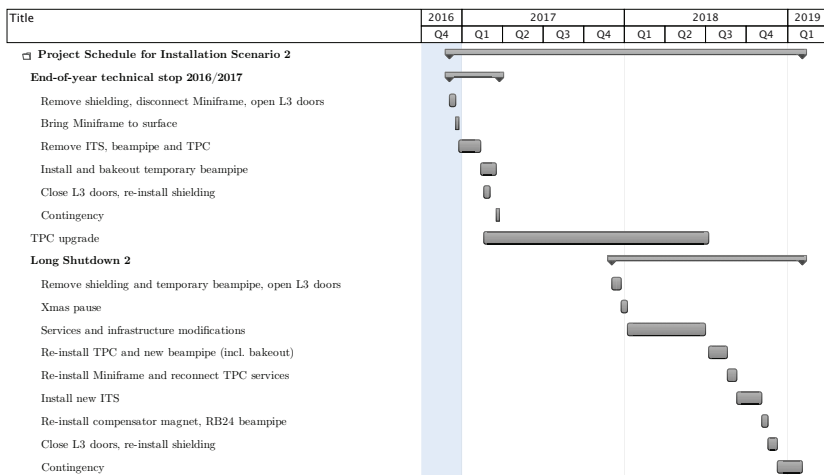 Title 2016 2017 2018 2019
Q4 Q1 Q2 Q3 Q4 Q1 Q2 Q3 Q4 Q1
Project Schedule for Installation Scenario 2
End-of-year technical stop 2016/2017
Remove shielding, disconnect Miniframe, open L3 doors
Bring Miniframe to surface
Remove ITS, beampipe and TPC
Install and bakeout temporary beampipe
Close L3 doors, re-install shielding
Contingency
TPC upgrade
Long Shutdown 2
Remove shielding and temporary beampipe, open L3 doors
Xmas pause
Services and infrastructure modifications
Re-install TPC and new beampipe (incl. bakeout)
Re-install Miniframe and reconnect TPC services
Install new ITS
Re-install compensator magnet, RB24 beampipe
Close L3 doors, re-install shielding
Contingency